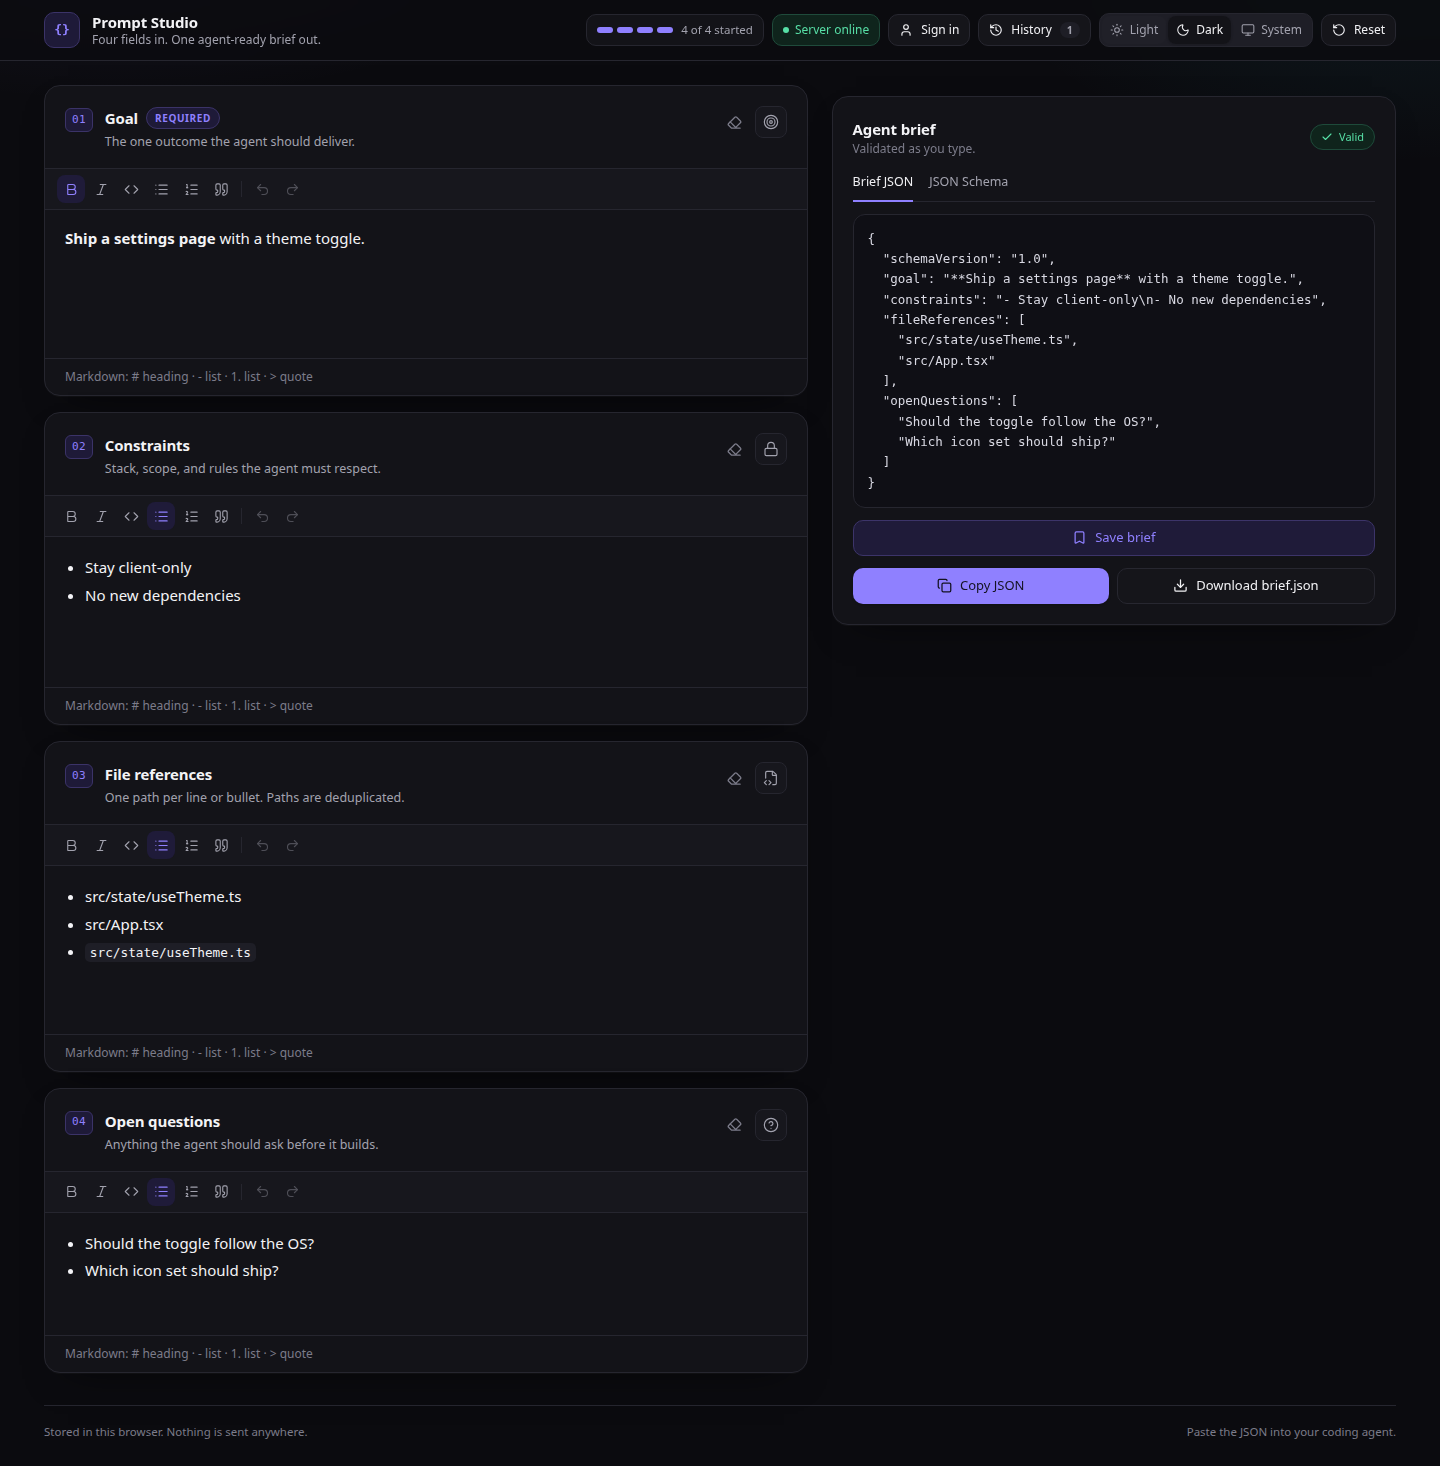 {}
Prompt Studio
Four fields in. One agent-ready brief out.
4 of 4 started
Server online
Sign in
History 1
Light
Dark
System
Reset
01
Goal REQUIRED
The one outcome the agent should deliver.
Ship a settings page with a theme toggle.
Markdown: # heading · - list · 1. list · > quote
02
Constraints
Stack, scope, and rules the agent must respect.
• Stay client-only
• No new dependencies
Markdown: # heading · - list · 1. list · > quote
03
File references
One path per line or bullet. Paths are deduplicated.
• src/state/useTheme.ts
• src/App.tsx
• src/state/useTheme.ts
Markdown: # heading · - list · 1. list · > quote
04
Open questions
Anything the agent should ask before it builds.
• Should the toggle follow the OS?
• Which icon set should ship?
Markdown: # heading · - list · 1. list · > quote
Agent brief
Validated as you type.
Valid
Brief JSON
JSON Schema
{
  "schemaVersion": "1.0",
  "goal": "**Ship a settings page** with a theme toggle.",
  "constraints": "- Stay client-only\n- No new dependencies",
  "fileReferences": [
    "src/state/useTheme.ts",
    "src/App.tsx"
  ],
  "openQuestions": [
    "Should the toggle follow the OS?",
    "Which icon set should ship?"
  ]
}
Save brief
Copy JSON
Download brief.json
Stored in this browser. Nothing is sent anywhere.
Paste the JSON into your coding agent.